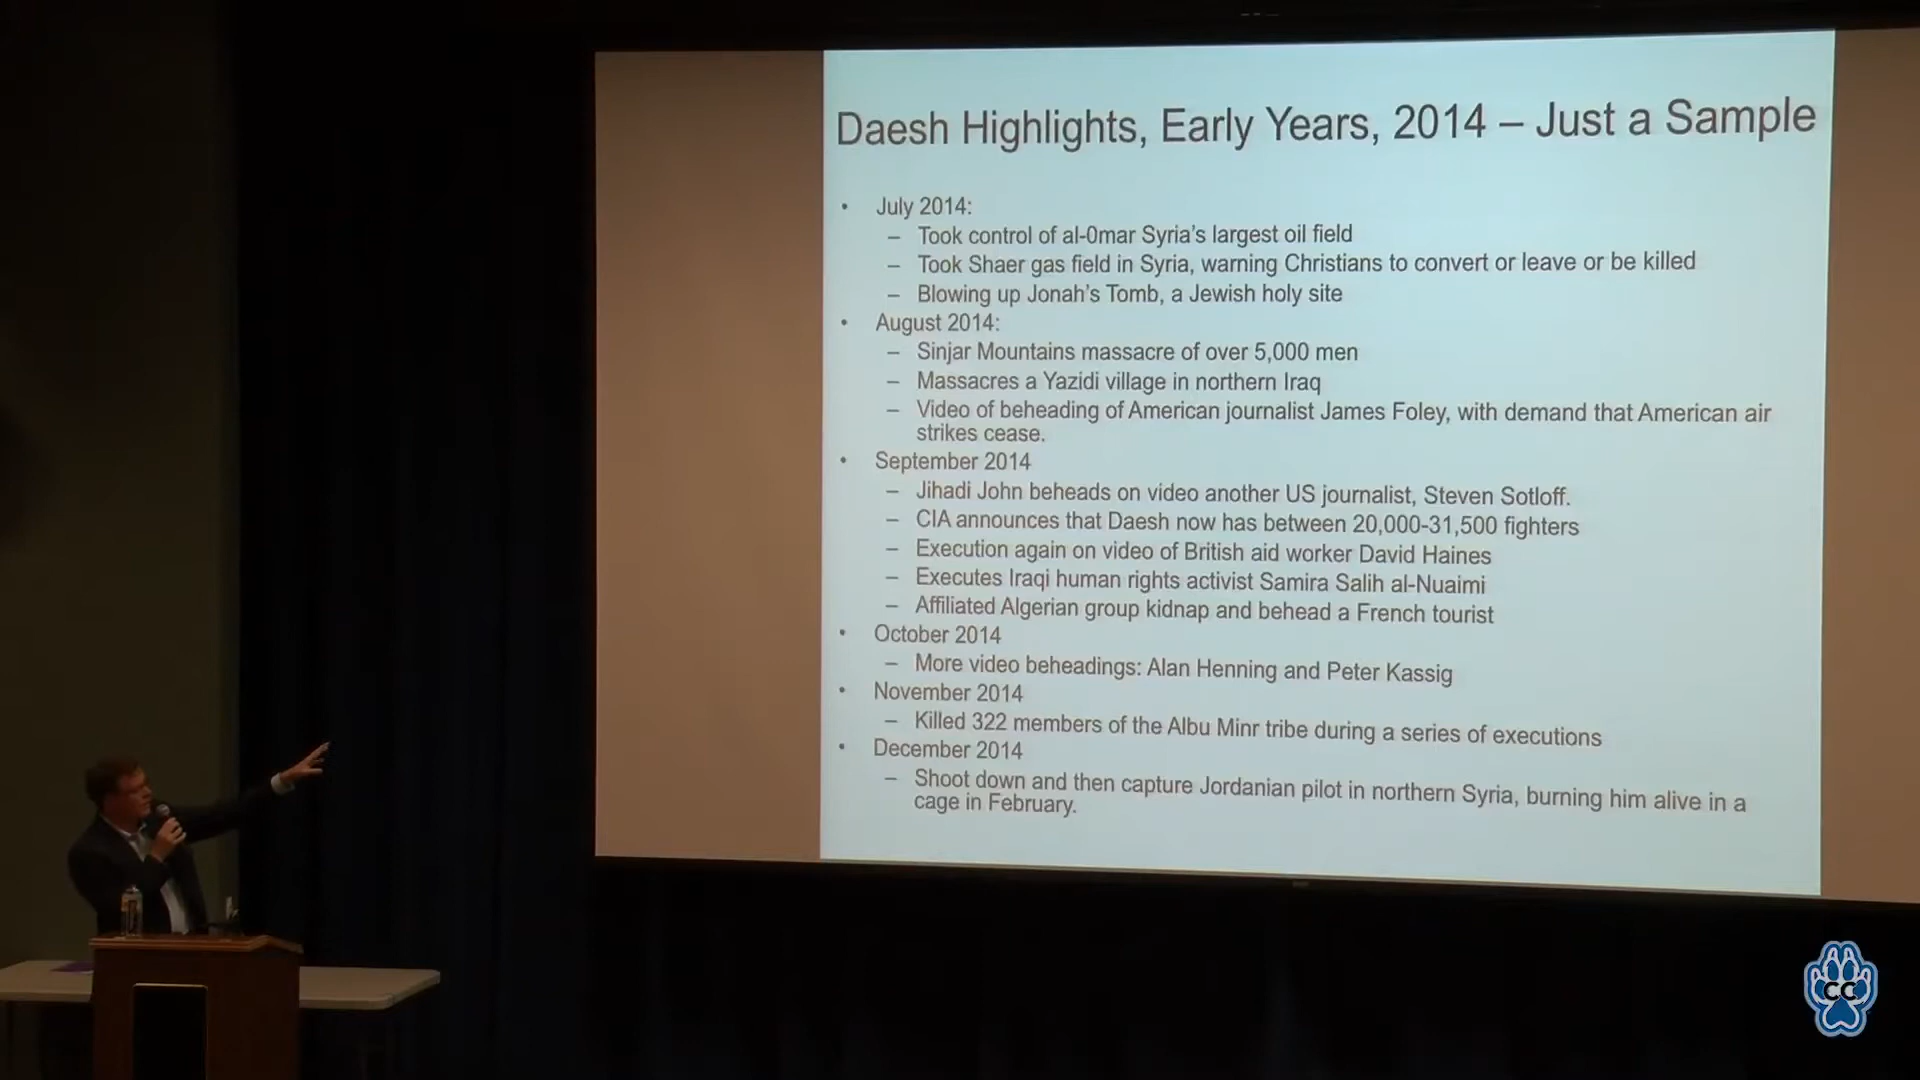 Daesh Highlights, Early Years, 2014 – Just a Sample
• July 2014:
– Took control of al-0mar Syria's largest oil field
– Took Shaer gas field in Syria, warning Christians to convert or leave or be killed
– Blowing up Jonah's Tomb, a Jewish holy site
• August 2014:
– Sinjar Mountains massacre of over 5,000 men
– Massacres a Yazidi village in northern Iraq
– Video of beheading of American journalist James Foley, with demand that American air
strikes cease.
• September 2014
– Jihadi John beheads on video another US journalist, Steven Sotloff.
– CIA announces that Daesh now has between 20,000-31,500 fighters
– Execution again on video of British aid worker David Haines
– Executes Iraqi human rights activist Samira Salih al-Nuaimi
– Affiliated Algerian group kidnap and behead a French tourist
• October 2014
– More video beheadings: Alan Henning and Peter Kassig
• November 2014
– Killed 322 members of the Albu Minr tribe during a series of executions
• December 2014
– Shoot down and then capture Jordanian pilot in northern Syria, burning him alive in a
cage in February.
CC